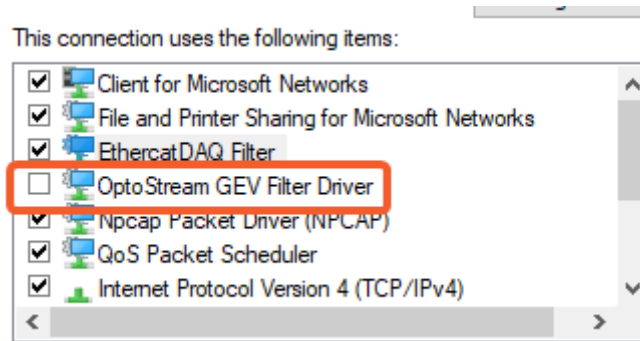 This connection uses the following items:
Client for Microsoft Networks
File and Printer Sharing for Microsoft Networks
EthercatDAQ Filter
OptoStream GEV Filter Driver
Npcap Packet Driver (NPCAP)
QoS Packet Scheduler
Internet Protocol Version 4 (TCP/IPv4)